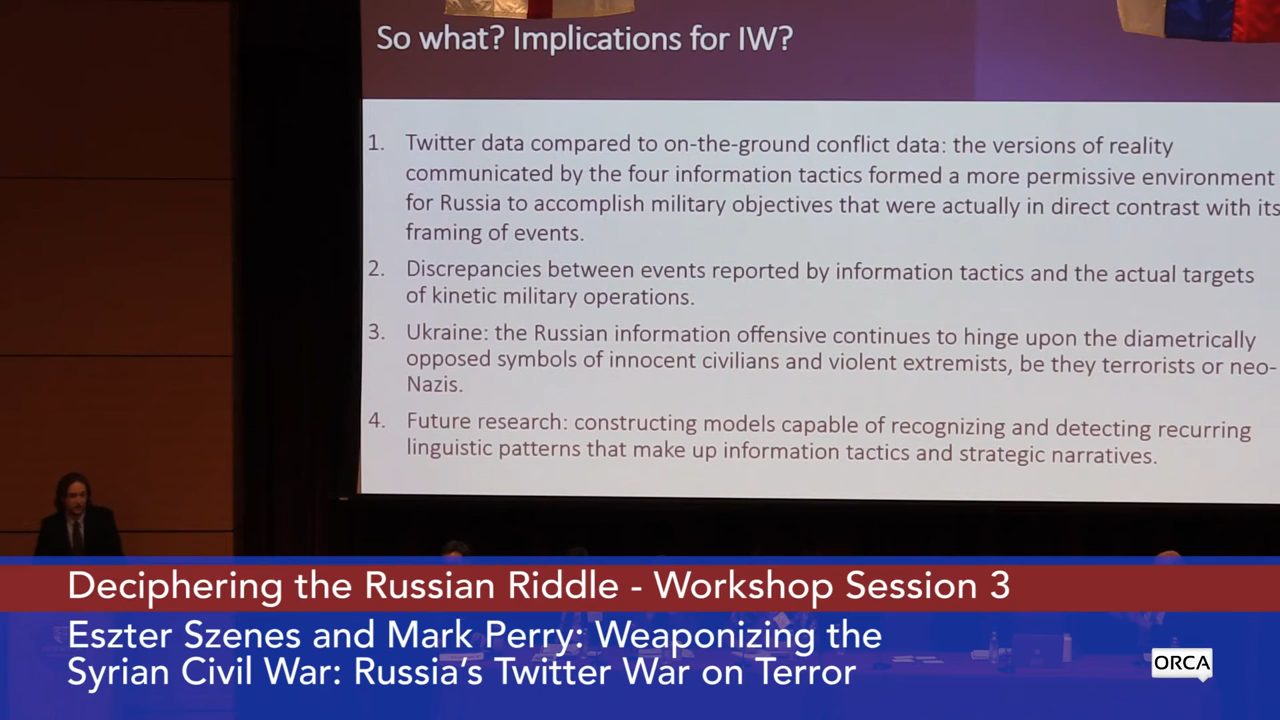 So what? Implications for IW?
1. Twitter data compared to on-the-ground conflict data: the versions of reality
communicated by the four information tactics formed a more permissive environment
for Russia to accomplish military objectives that were actually in direct contrast with its
framing of events.
2. Discrepancies between events reported by information tactics and the actual targets
of kinetic military operations.
3. Ukraine: the Russian information offensive continues to hinge upon the diametrically
opposed symbols of innocent civilians and violent extremists, be they terrorists or neo-
Nazis.
4. Future research: constructing models capable of recognizing and detecting recurring
linguistic patterns that make up information tactics and strategic narratives.
Deciphering the Russian Riddle - Workshop Session 3
Eszter Szenes and Mark Perry: Weaponizing the
Syrian Civil War: Russia’s Twitter War on Terror
ORCA